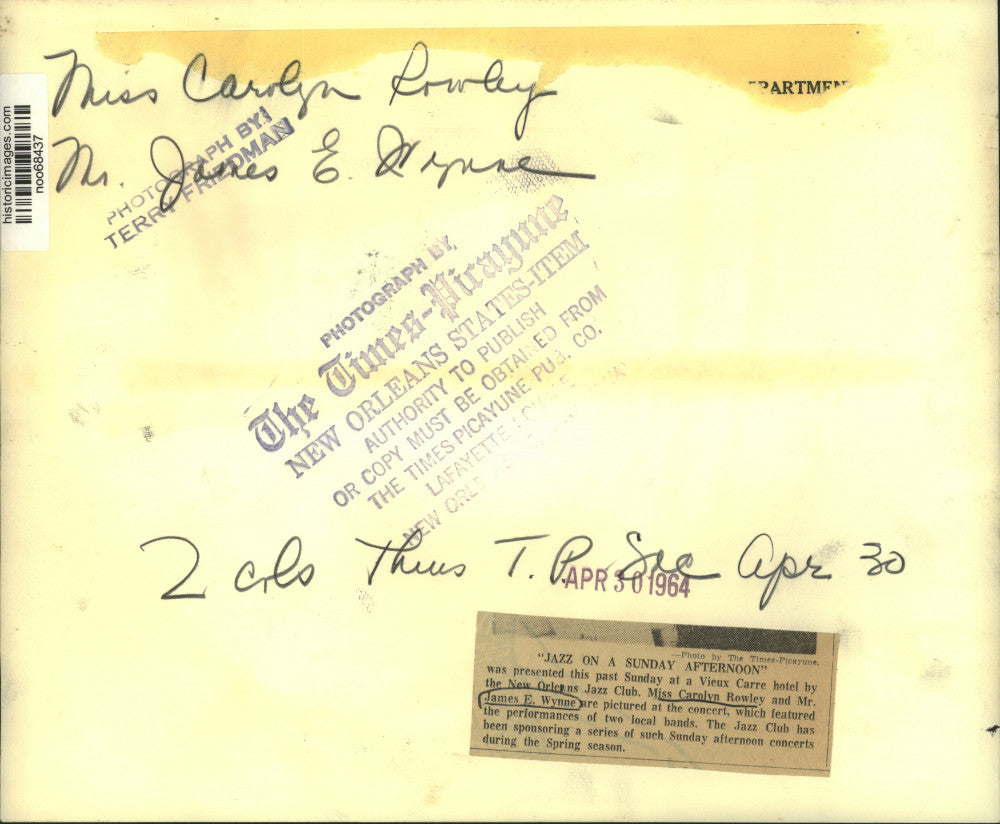 Miss Carolyn Rowley
PARTMEN
historicimages.com
noo68437
Mr. James E. Wynne
PHOTOGRAPH BY:
TERRY FRIEDMAN
PHOTOGRAPH BY
The Times-Picayune
NEW ORLEANS STATES-ITEM
AUTHORITY TO PUBLISH
OR COPY MUST BE OBTAINED FROM
THE TIMES-PICAYUNE PUB. CO.
LAFAYETTE
NEW ORLE
2 cols Thurs T.P. Soc Apr 30
APR 30 1964
—Photo by The Times-Picayune.
"JAZZ ON A SUNDAY AFTERNOON"
was presented this past Sunday at a Vieux Carre hotel by
the New Orleans Jazz Club. Miss Carolyn Rowley and Mr.
James E. Wynne are pictured at the concert, which featured
the performances of two local bands. The Jazz Club has
been sponsoring a series of such Sunday afternoon concerts
during the Spring season.